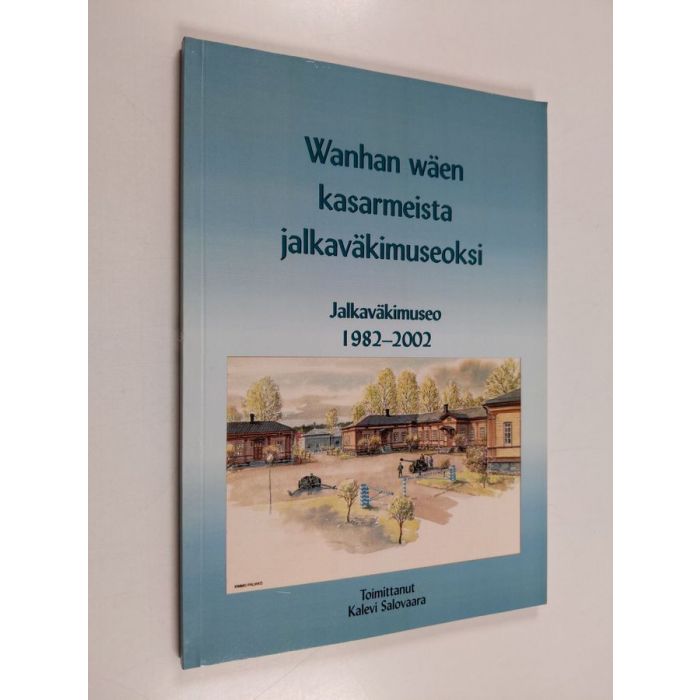 Wanhan wäen
kasarmeista
jalkaväkimuseoksi
Jalkaväkimuseo
1982–2002
Toimittanut
Kalevi Salovaara